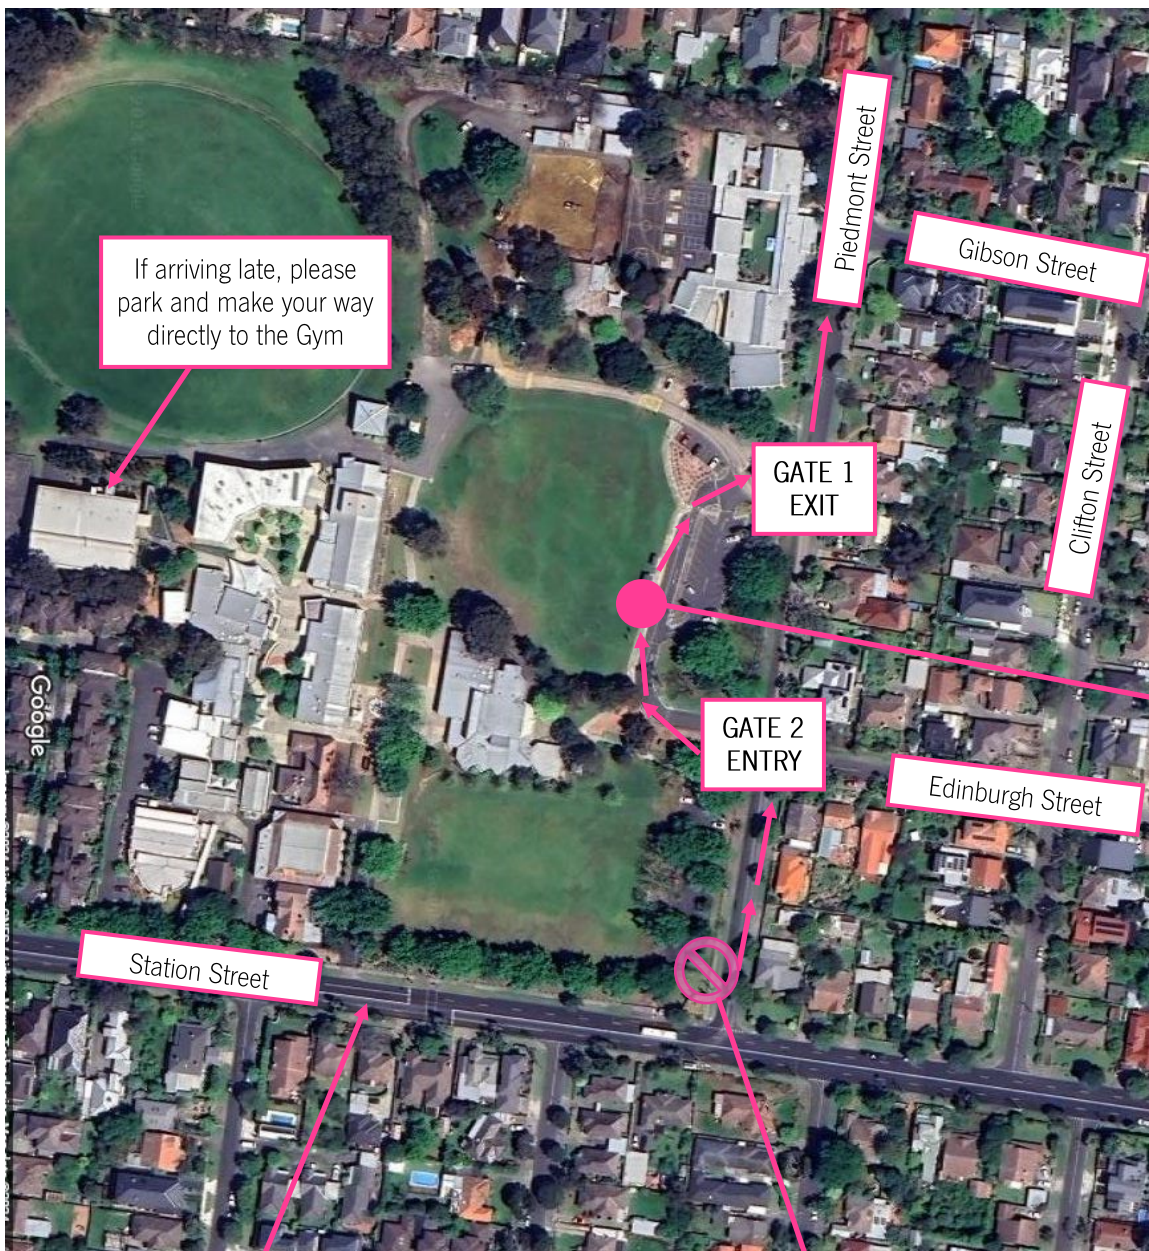 Piedmont Street
Gibson Street
If arriving late, please
park and make your way
directly to the Gym
Clifton Street
GATE 1
EXIT
GATE 2
ENTRY
Edinburgh Street
Google
Station Street